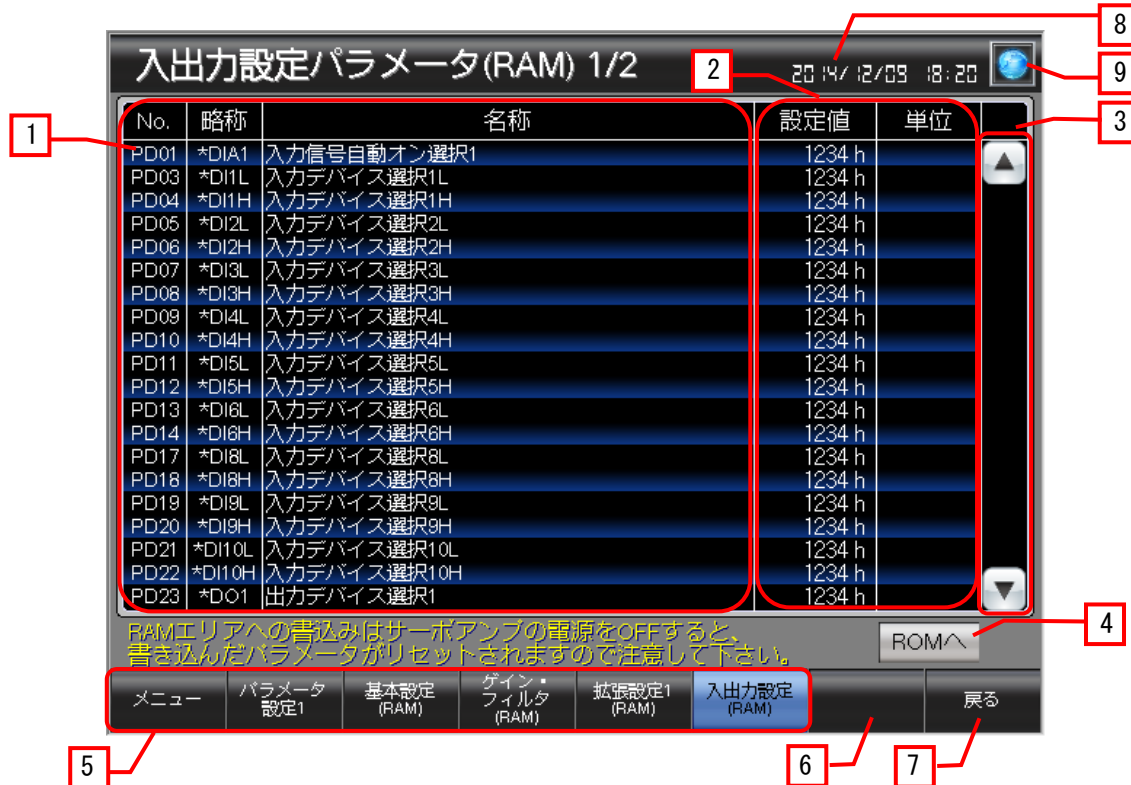 8
入出力設定パラメータ(RAM) 1/2
2
2014/12/09 18:20
9
1
3
No. 略称 名称 設定値 単位
PD01 *DIA1 入力信号自動オン選択1 1234 h
PD03 *DI1L 入力デバイス選択1L 1234 h
PD04 *DI1H 入力デバイス選択1H 1234 h
PD05 *DI2L 入力デバイス選択2L 1234 h
PD06 *DI2H 入力デバイス選択2H 1234 h
PD07 *DI3L 入力デバイス選択3L 1234 h
PD08 *DI3H 入力デバイス選択3H 1234 h
PD09 *DI4L 入力デバイス選択4L 1234 h
PD10 *DI4H 入力デバイス選択4H 1234 h
PD11 *DI5L 入力デバイス選択5L 1234 h
PD12 *DI5H 入力デバイス選択5H 1234 h
PD13 *DI6L 入力デバイス選択6L 1234 h
PD14 *DI6H 入力デバイス選択6H 1234 h
PD17 *DI8L 入力デバイス選択8L 1234 h
PD18 *DI8H 入力デバイス選択8H 1234 h
PD19 *DI9L 入力デバイス選択9L 1234 h
PD20 *DI9H 入力デバイス選択9H 1234 h
PD21 *DI10L 入力デバイス選択10L 1234 h
PD22 *DI10H 入力デバイス選択10H 1234 h
PD23 *DO1 出力デバイス選択1 1234 h
RAMエリアへの書込みはサーボアンプの電源をOFFすると、
書き込んだパラメータがリセットされますので注意して下さい。
ROMへ
4
メニュー
パラメータ
設定1
基本設定
(RAM)
ゲイン・
フィルタ
(RAM)
拡張設定1
(RAM)
入出力設定
(RAM)
戻る
5
6
7